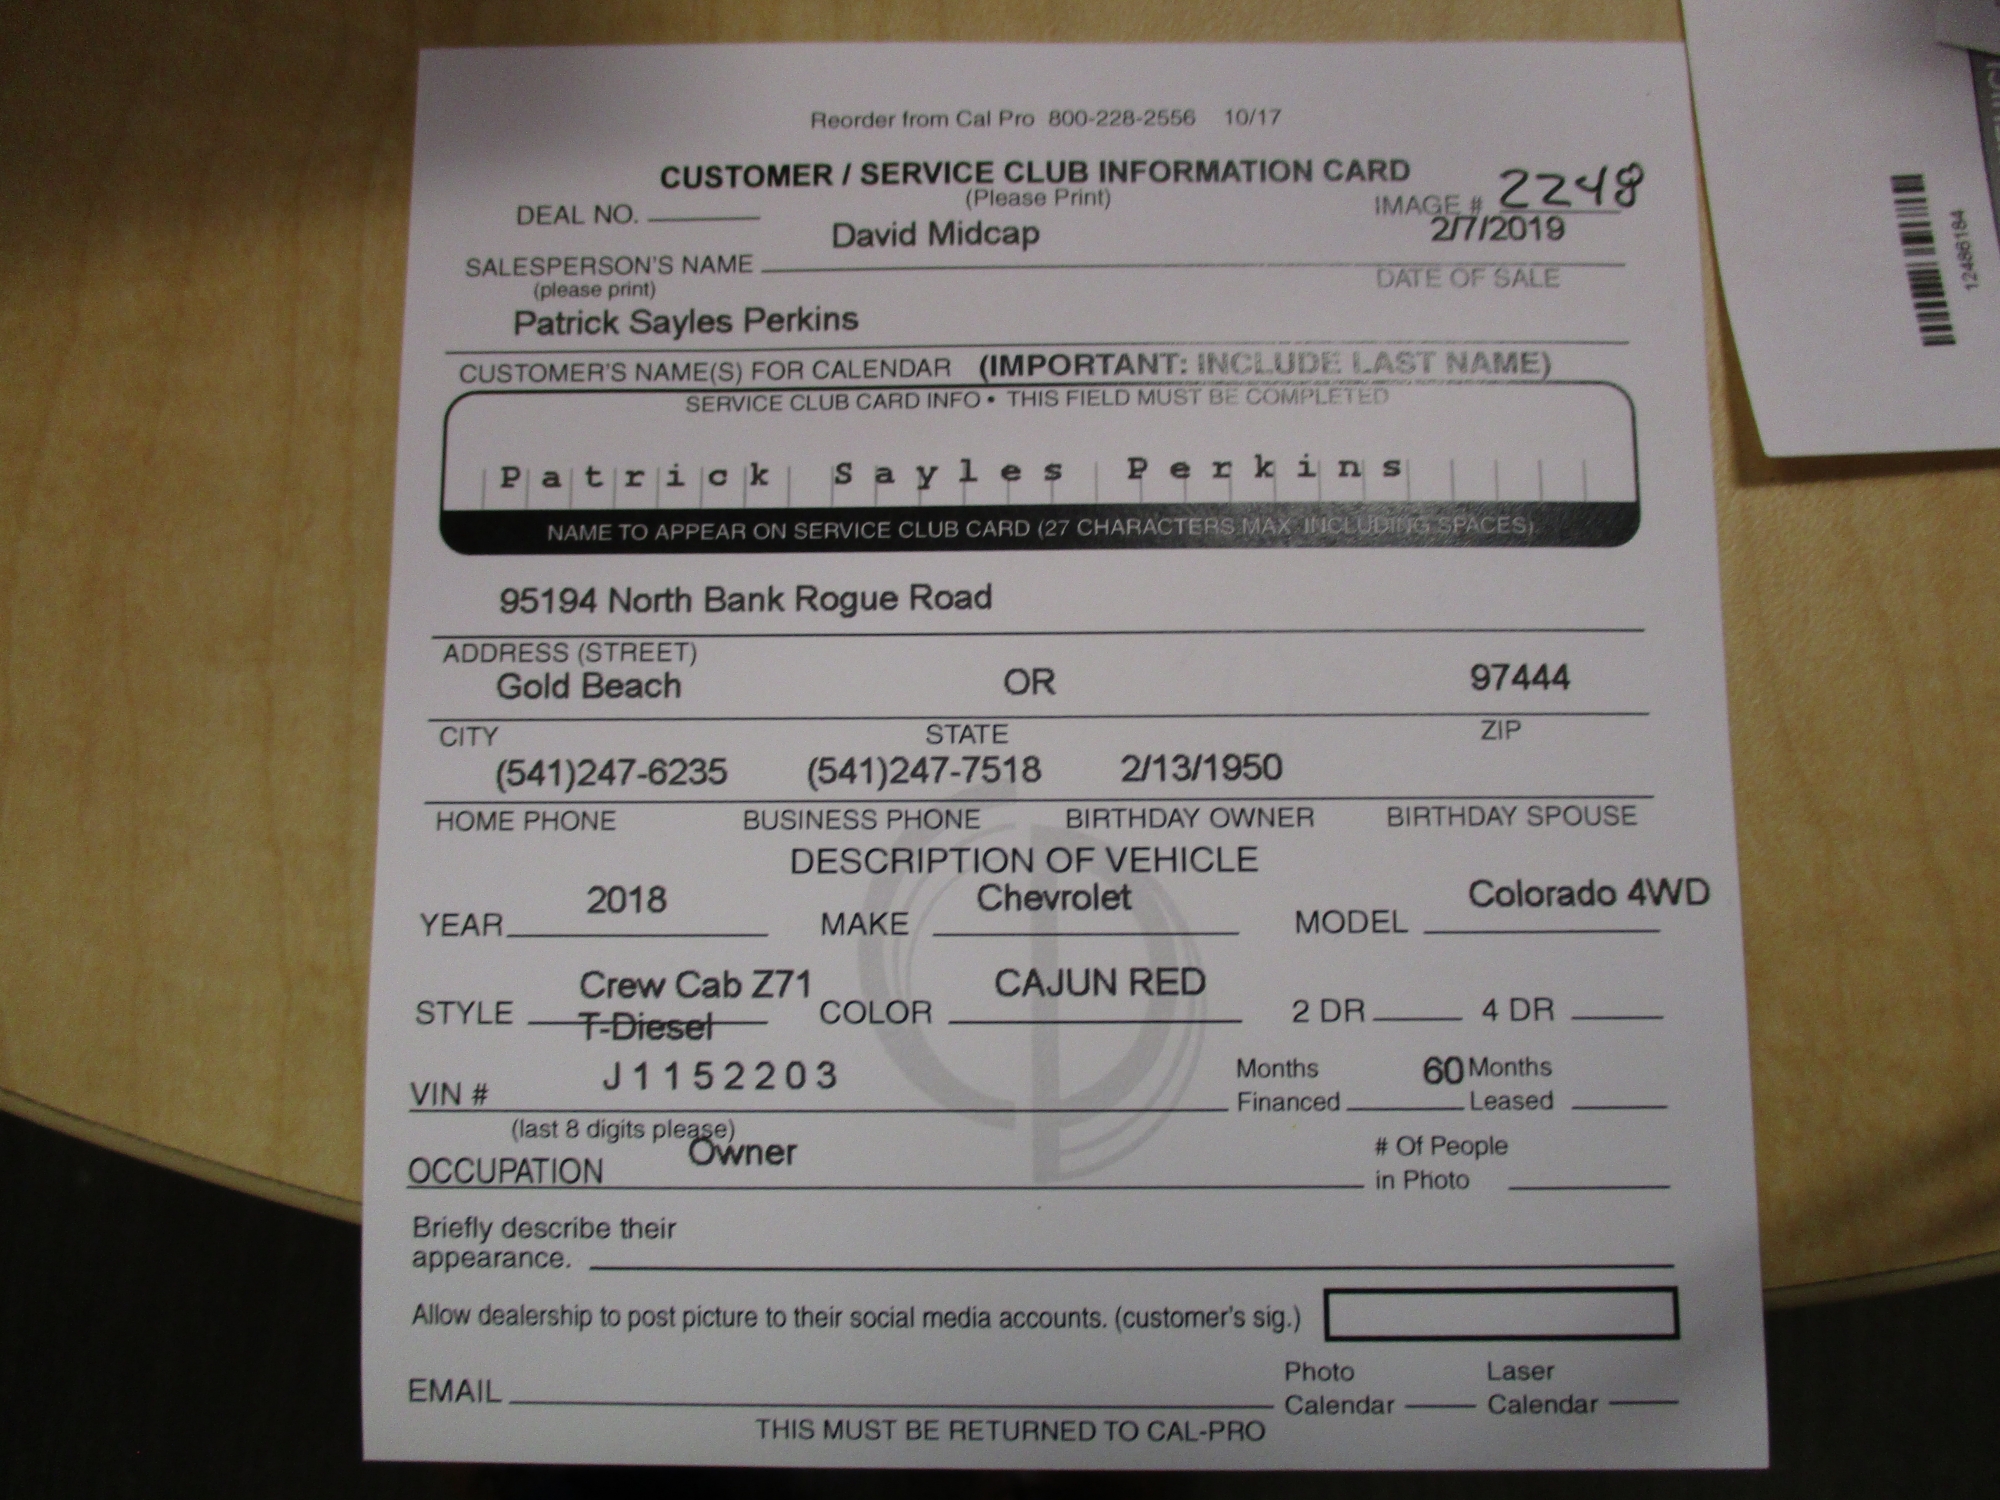 Reorder from Cal Pro 800-228-2556 10/17
CUSTOMER / SERVICE CLUB INFORMATION CARD
(Please Print)
DEAL NO.
IMAGE # 2248
David Midcap
2/7/2019
SALESPERSON'S NAME
DATE OF SALE
(please print)
Patrick Sayles Perkins
CUSTOMER'S NAME(S) FOR CALENDAR (IMPORTANT: INCLUDE LAST NAME)
SERVICE CLUB CARD INFO • THIS FIELD MUST BE COMPLETED
Patrick Sayles Perkins
NAME TO APPEAR ON SERVICE CLUB CARD (27 CHARACTERS MAX. INCLUDING SPACES)
95194 North Bank Rogue Road
ADDRESS (STREET)
Gold Beach OR 97444
CITY STATE ZIP
(541)247-6235 (541)247-7518 2/13/1950
HOME PHONE BUSINESS PHONE BIRTHDAY OWNER BIRTHDAY SPOUSE
DESCRIPTION OF VEHICLE
2018 Chevrolet Colorado 4WD
YEAR MAKE MODEL
Crew Cab Z71 CAJUN RED
STYLE T-Diesel COLOR 2 DR 4 DR
J1152203
VIN #
Months Financed 60 Months Leased
(last 8 digits please)
OCCUPATION Owner
# Of People in Photo
Briefly describe their
appearance.
Allow dealership to post picture to their social media accounts. (customer's sig.)
EMAIL
Photo Calendar Laser Calendar
THIS MUST BE RETURNED TO CAL-PRO
12486184